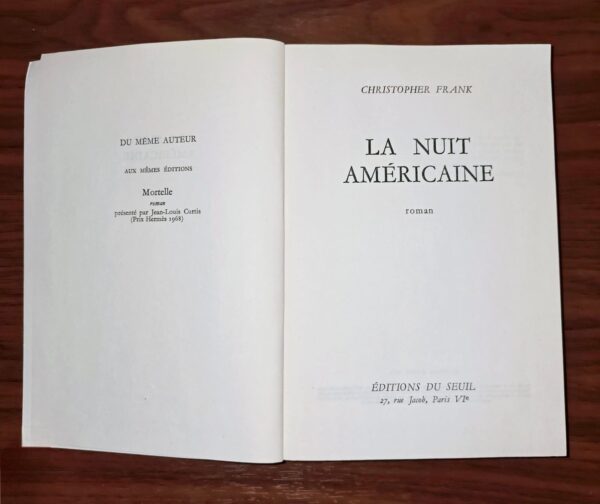 DU MÊME AUTEUR
AUX MÊMES ÉDITIONS
Mortelle
roman
présenté par Jean-Louis Curtis
(Prix Hermès 1968)
CHRISTOPHER FRANK
LA NUIT
AMÉRICAINE
roman
ÉDITIONS DU SEUIL
27, rue Jacob, Paris VIe